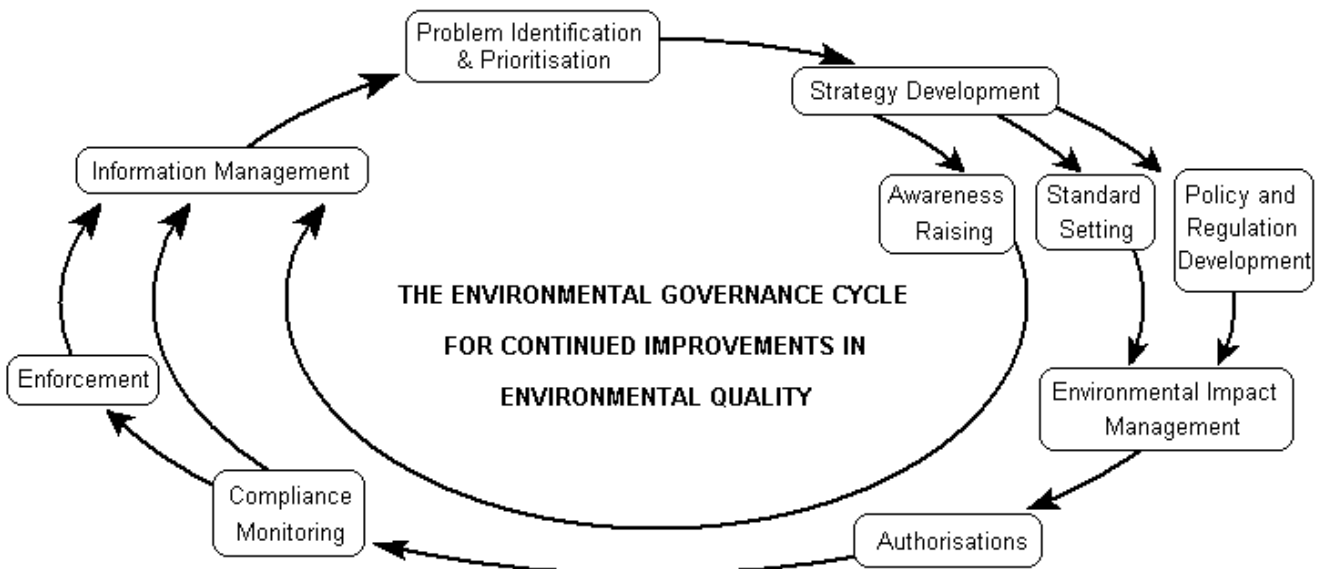 Problem Identification
& Prioritisation
Strategy Development
Information Management
Awareness
Raising
Standard
Setting
Policy and
Regulation
Development
THE ENVIRONMENTAL GOVERNANCE CYCLE
FOR CONTINUED IMPROVEMENTS IN
ENVIRONMENTAL QUALITY
Enforcement
Environmental Impact
Management
Compliance
Monitoring
Authorisations